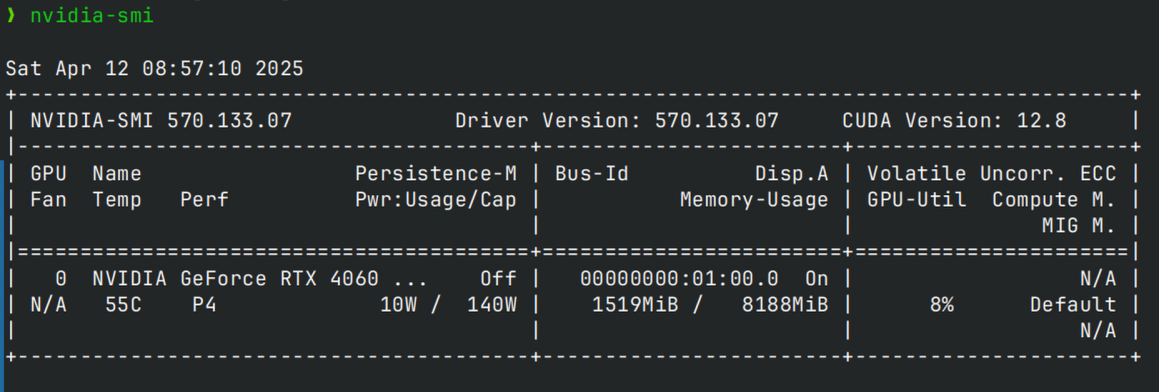 ❯ nvidia-smi
Sat Apr 12 08:57:10 2025
+-----------------------------------------------------------------------------------------+
| NVIDIA-SMI 570.133.07             Driver Version: 570.133.07     CUDA Version: 12.8     |
|-----------------------------------------+------------------------+----------------------+
| GPU  Name                 Persistence-M | Bus-Id          Disp.A | Volatile Uncorr. ECC |
| Fan  Temp   Perf          Pwr:Usage/Cap |           Memory-Usage | GPU-Util  Compute M. |
|                                         |                        |               MIG M. |
|=========================================+========================+======================|
|   0  NVIDIA GeForce RTX 4060 ...    Off |   00000000:01:00.0  On |                  N/A |
| N/A   55C    P4             10W /  140W |    1519MiB /   8188MiB |      8%      Default |
|                                         |                        |                  N/A |
+-----------------------------------------+------------------------+----------------------+